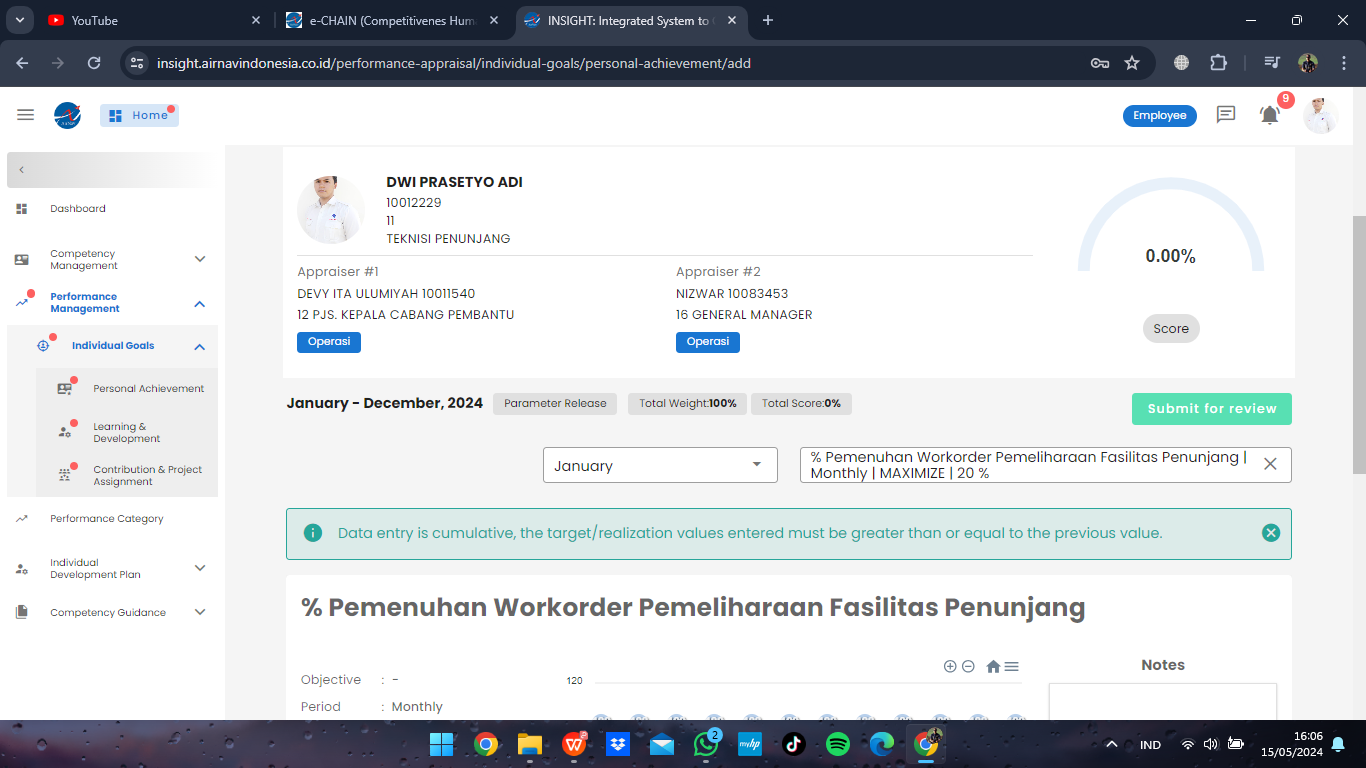 YouTube
e-CHAIN (Competitivenes Hum
INSIGHT: Integrated System to
insight.airnavindonesia.co.id/performance-appraisal/individual-goals/personal-achievement/add
Home
Employee
9
Dashboard
Competency
Management
Performance
Management
Individual Goals
Personal Achievement
Learning &
Development
Contribution & Project
Assignment
Performance Category
Individual
Development Plan
Competency Guidance
DWI PRASETYO ADI
10012229
11
TEKNISI PENUNJANG
Appraiser #1
DEVY ITA ULUMIYAH 10011540
12 PJS. KEPALA CABANG PEMBANTU
Operasi
Appraiser #2
NIZWAR 10083453
16 GENERAL MANAGER
Operasi
0.00%
Score
January - December, 2024
Parameter Release
Total Weight:100%
Total Score:0%
Submit for review
January
% Pemenuhan Workorder Pemeliharaan Fasilitas Penunjang |
Monthly | MAXIMIZE | 20 %
Data entry is cumulative, the target/realization values entered must be greater than or equal to the previous value.
% Pemenuhan Workorder Pemeliharaan Fasilitas Penunjang
Objective : -
Period : Monthly
120
Notes
2
myhp
IND
16:06
15/05/2024